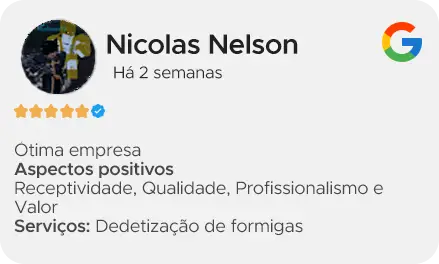 Nicolas Nelson
Há 2 semanas
Otima empresa
Aspectos positivos
Receptividade, Qualidade, Profissionalismo e
Valor
Serviços: Dedetização de formigas